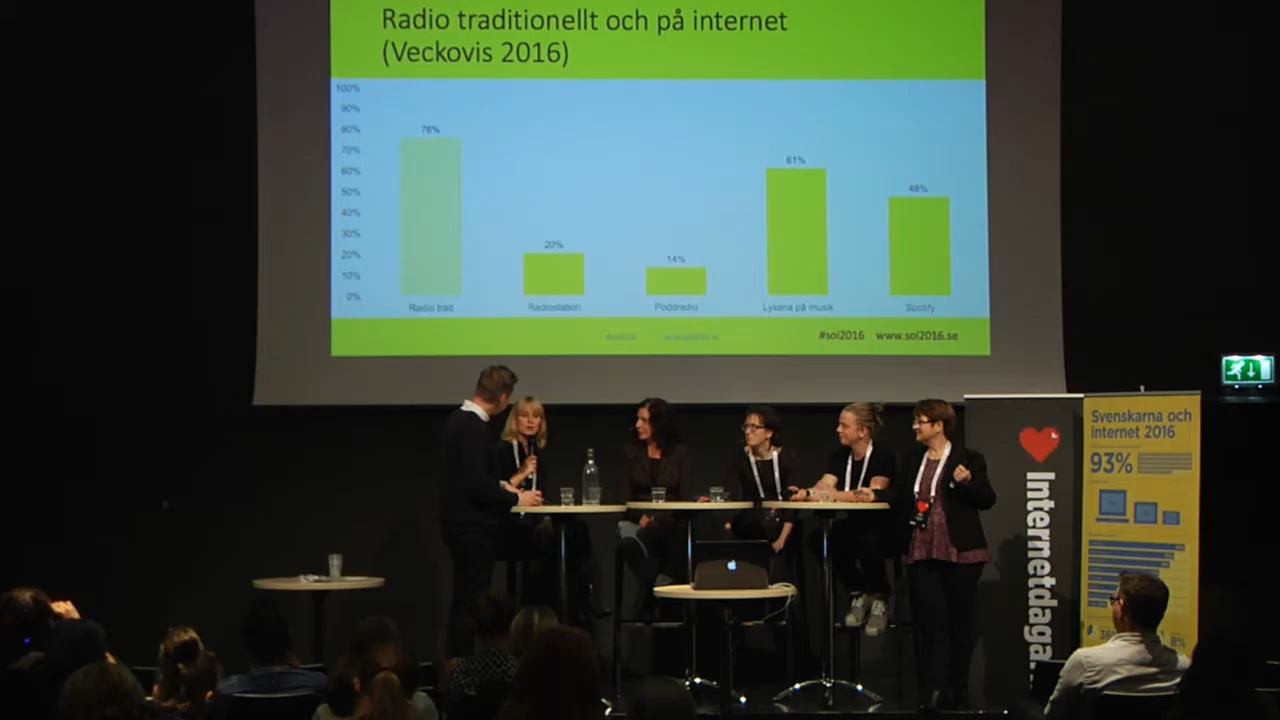 Radio traditionellt och på internet
(Veckovis 2016)
100%
90%
80%
70%
60%
50%
40%
30%
20%
10%
0%
76%
20%
14%
61%
48%
Radio trad
Radiostation
Poddradio
Lyssna på musik
Spotify
#soi2016 www.soi2016.se
Internetdaga
Svenskarna och
internet 2016
93%
8%